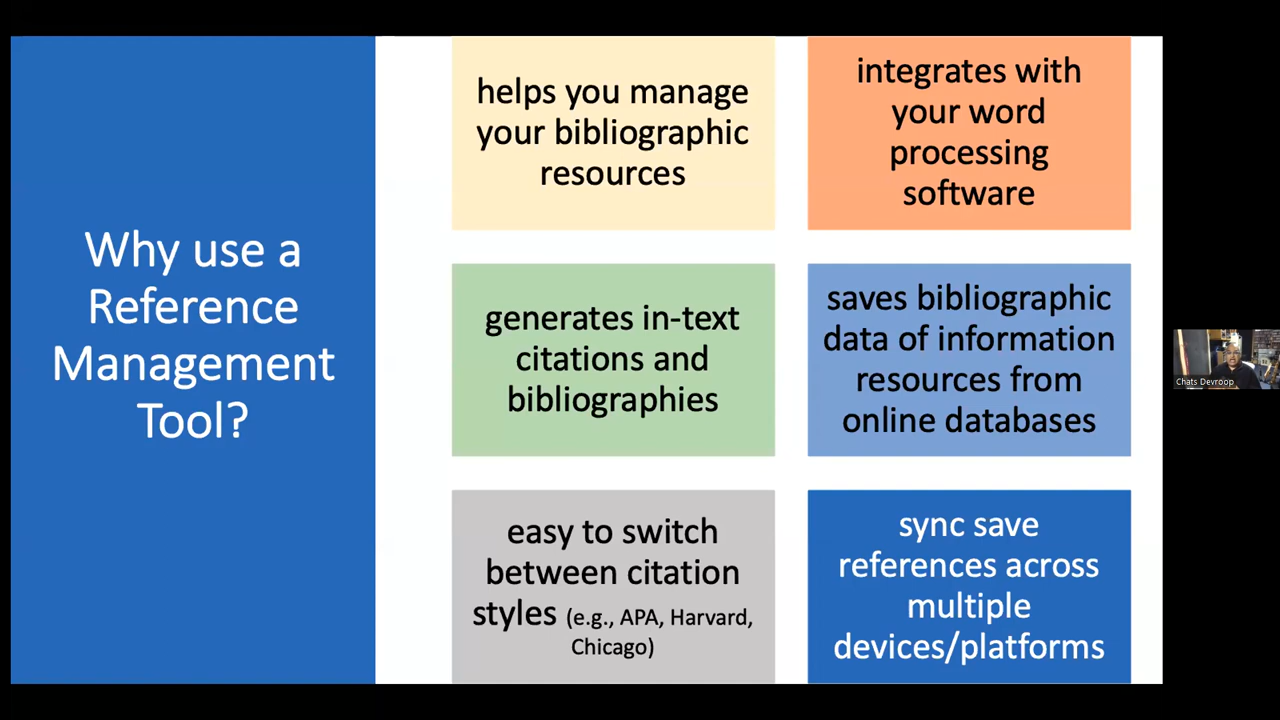 Why use a
Reference
Management
Tool?
helps you manage
your bibliographic
resources
integrates with
your word
processing
software
generates in-text
citations and
bibliographies
saves bibliographic
data of information
resources from
online databases
easy to switch
between citation
styles (e.g., APA, Harvard,
Chicago)
sync save
references across
multiple
devices/platforms
Chats Devroop